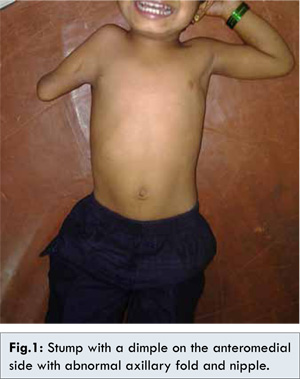 Fig.1: Stump with a dimple on the anteromedial
side with abnormal axillary fold and nipple.